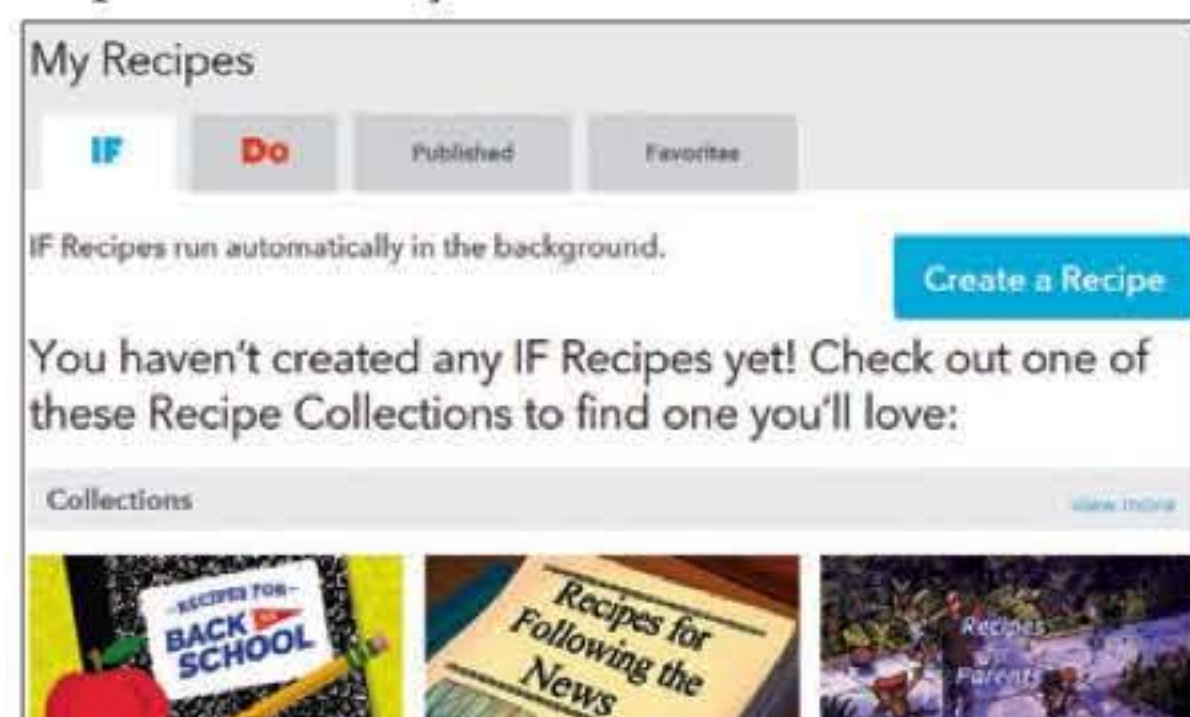 My Recipes
IF Do Published Favorites
IF Recipes run automatically in the background.
Create a Recipe
You haven't created any IF Recipes yet! Check out one of
these Recipe Collections to find one you'll love:
Collections view more
RECIPES FOR
BACK TO
SCHOOL
Recipes for
Following the
News
Recipes
Parents